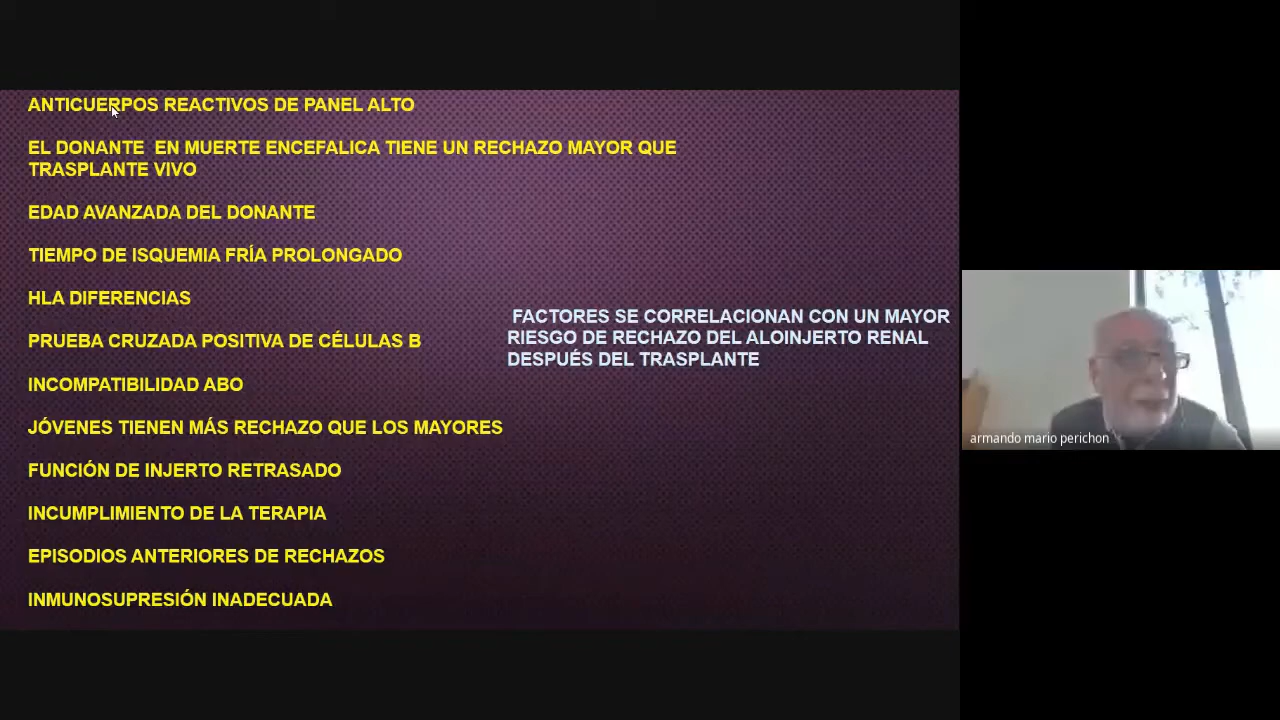 ANTICUERPOS REACTIVOS DE PANEL ALTO
EL DONANTE  EN MUERTE ENCEFALICA TIENE UN RECHAZO MAYOR QUE
TRASPLANTE VIVO
EDAD AVANZADA DEL DONANTE
TIEMPO DE ISQUEMIA FRÍA PROLONGADO
HLA DIFERENCIAS
PRUEBA CRUZADA POSITIVA DE CÉLULAS B
INCOMPATIBILIDAD ABO
JÓVENES TIENEN MÁS RECHAZO QUE LOS MAYORES
FUNCIÓN DE INJERTO RETRASADO
INCUMPLIMIENTO DE LA TERAPIA
EPISODIOS ANTERIORES DE RECHAZOS
INMUNOSUPRESIÓN INADECUADA
FACTORES SE CORRELACIONAN CON UN MAYOR
RIESGO DE RECHAZO DEL ALOINJERTO RENAL
DESPUÉS DEL TRASPLANTE
armando mario perichon